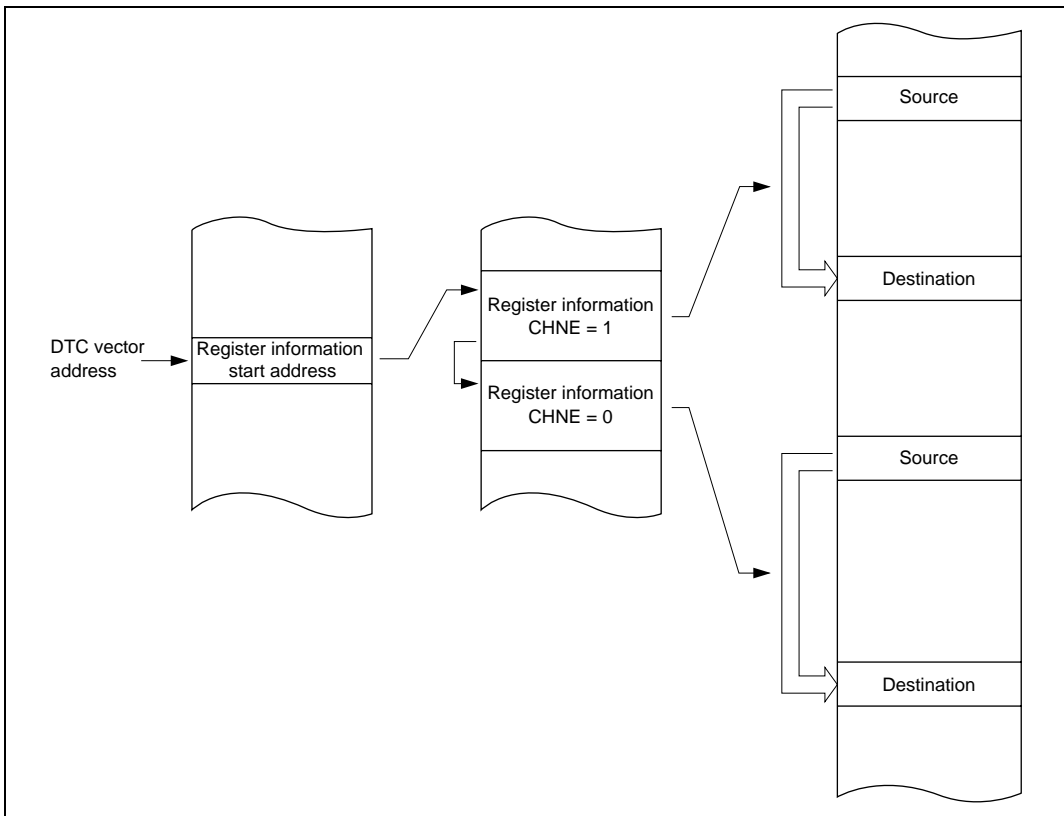 DTC vector
address
Register information
start address
Register information
CHNE = 1
Register information
CHNE = 0
Source
Destination
Source
Destination